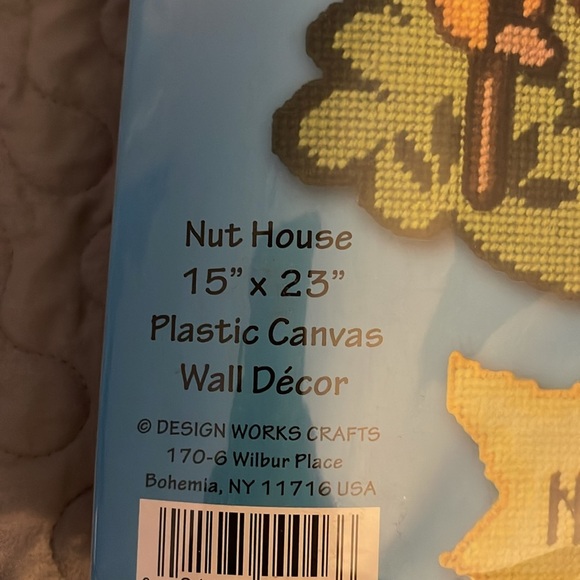 Nut House
15” x 23”
Plastic Canvas
Wall Décor
© DESIGN WORKS CRAFTS
170-6 Wilbur Place
Bohemia, NY 11716 USA